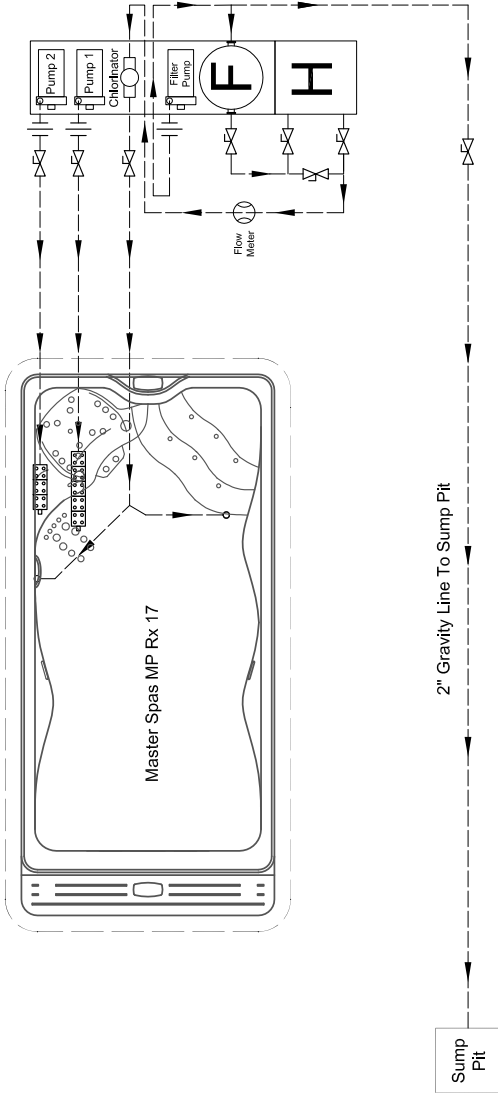 Pump 2
Pump 1
Chlorinator
Filter
Pump
F
H
Flow
Meter
Master Spas MP Rx 17
2" Gravity Line To Sump Pit
Sump
Pit